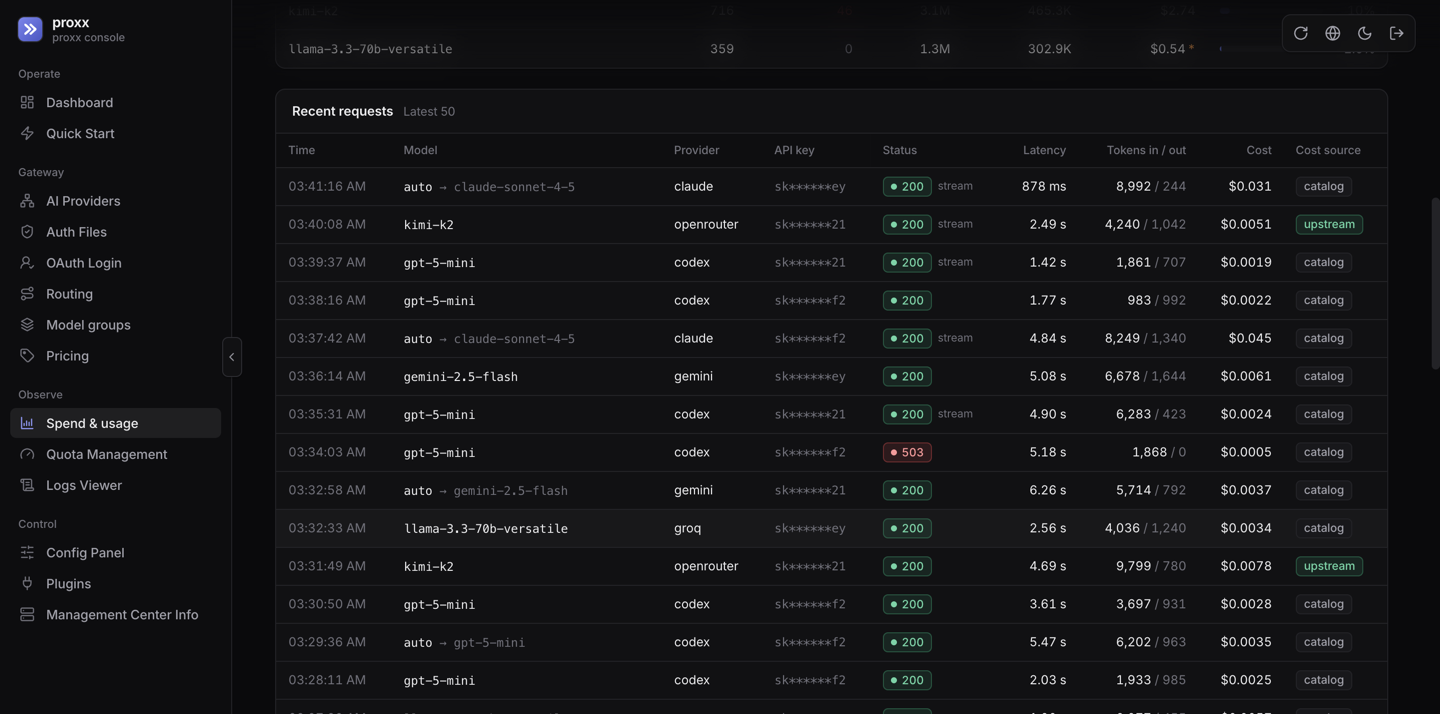 proxx
proxx console
Operate
Dashboard
Quick Start
Gateway
AI Providers
Auth Files
OAuth Login
Routing
Model groups
Pricing
Observe
Spend & usage
Quota Management
Logs Viewer
Control
Config Panel
Plugins
Management Center Info
kimi-k2 716 3.1M 465.3K $2.74
llama-3.3-70b-versatile 359 0 1.3M 302.9K $0.54 *
Recent requests Latest 50
Time Model Provider API key Status Latency Tokens in / out Cost Cost source
03:41:16 AM auto → claude-sonnet-4-5 claude sk******ey 200 stream 878 ms 8,992 / 244 $0.031 catalog
03:40:08 AM kimi-k2 openrouter sk******21 200 stream 2.49 s 4,240 / 1,042 $0.0051 upstream
03:39:37 AM gpt-5-mini codex sk******21 200 stream 1.42 s 1,861 / 707 $0.0019 catalog
03:38:16 AM gpt-5-mini codex sk******f2 200 1.77 s 983 / 992 $0.0022 catalog
03:37:42 AM auto → claude-sonnet-4-5 claude sk******f2 200 stream 4.84 s 8,249 / 1,340 $0.045 catalog
03:36:14 AM gemini-2.5-flash gemini sk******ey 200 5.08 s 6,678 / 1,644 $0.0061 catalog
03:35:31 AM gpt-5-mini codex sk******21 200 stream 4.90 s 6,283 / 423 $0.0024 catalog
03:34:03 AM gpt-5-mini codex sk******f2 503 5.18 s 1,868 / 0 $0.0005 catalog
03:32:58 AM auto → gemini-2.5-flash gemini sk******21 200 6.26 s 5,714 / 792 $0.0037 catalog
03:32:33 AM llama-3.3-70b-versatile groq sk******ey 200 2.56 s 4,036 / 1,240 $0.0034 catalog
03:31:49 AM kimi-k2 openrouter sk******21 200 4.69 s 9,799 / 780 $0.0078 upstream
03:30:50 AM gpt-5-mini codex sk******f2 200 3.61 s 3,697 / 931 $0.0028 catalog
03:29:36 AM auto → gpt-5-mini codex sk******f2 200 5.47 s 6,202 / 963 $0.0035 catalog
03:28:11 AM gpt-5-mini codex sk******f2 200 2.03 s 1,933 / 985 $0.0025 catalog